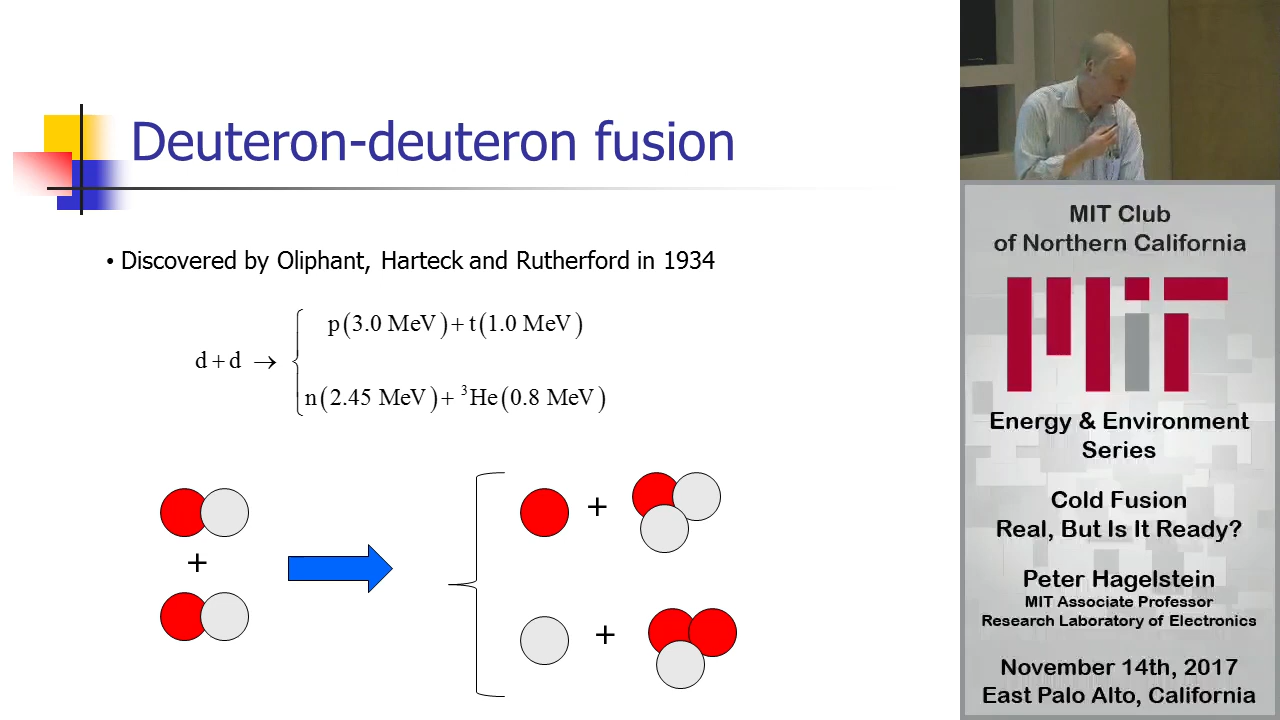 Deuteron-deuteron fusion
• Discovered by Oliphant, Harteck and Rutherford in 1934
d + d → { p(3.0 MeV) + t(1.0 MeV)
n(2.45 MeV) + ³He(0.8 MeV)
+
+
+
MIT Club
of Northern California
MIT
Energy & Environment
Series
Cold Fusion
Real, But Is It Ready?
Peter Hagelstein
MIT Associate Professor
Research Laboratory of Electronics
November 14th, 2017
East Palo Alto, California